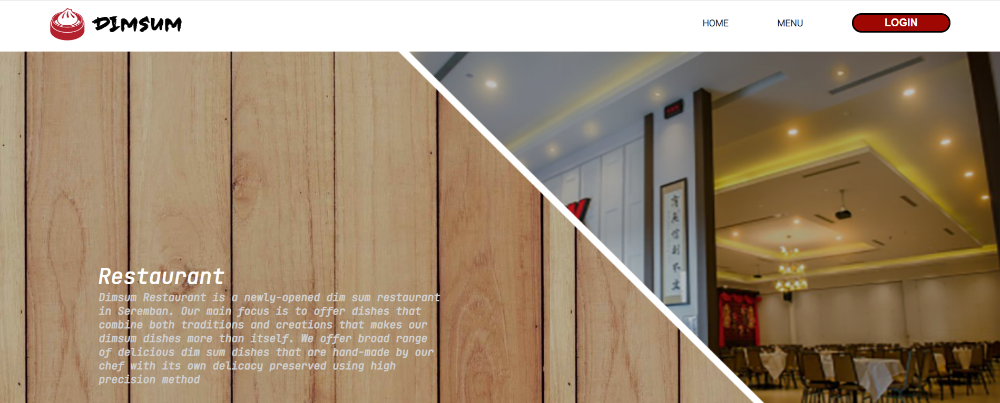 DIMSUM
HOME
MENU
LOGIN
Restaurant
Dimsum Restaurant is a newly-opened dim sum restaurant
in Seremban. Our main focus is to offer dishes that
combine both traditions and creations that makes our
dimsum dishes more than itself. We offer broad range
of delicious dim sum dishes that are hand-made by our
chef with its own delicacy preserved using high
precision method